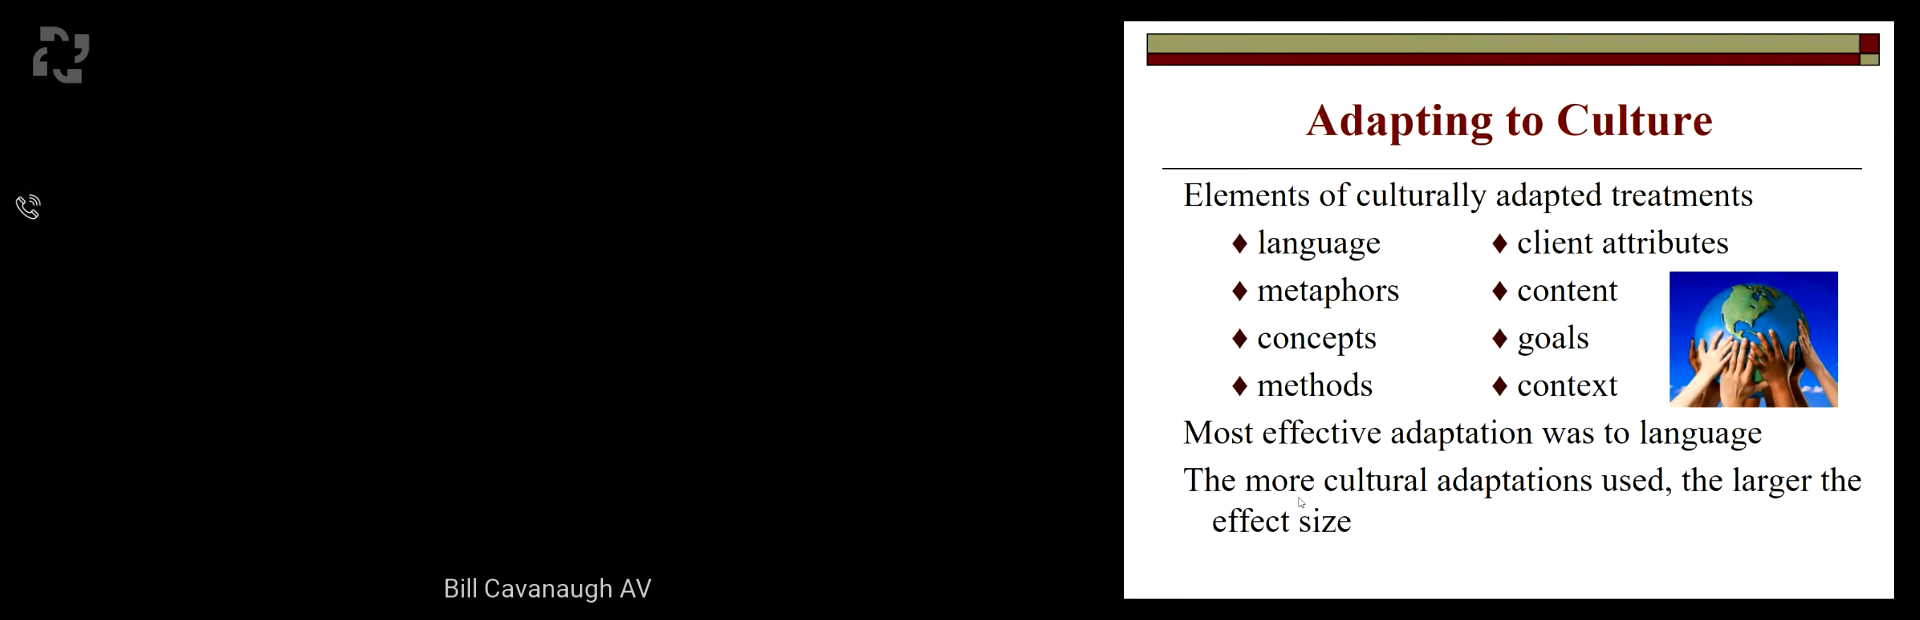 Adapting to Culture
Elements of culturally adapted treatments
♦ language
♦ client attributes
♦ metaphors
♦ content
♦ concepts
♦ goals
♦ methods
♦ context
Most effective adaptation was to language
The more cultural adaptations used, the larger the
effect size
Bill Cavanaugh AV